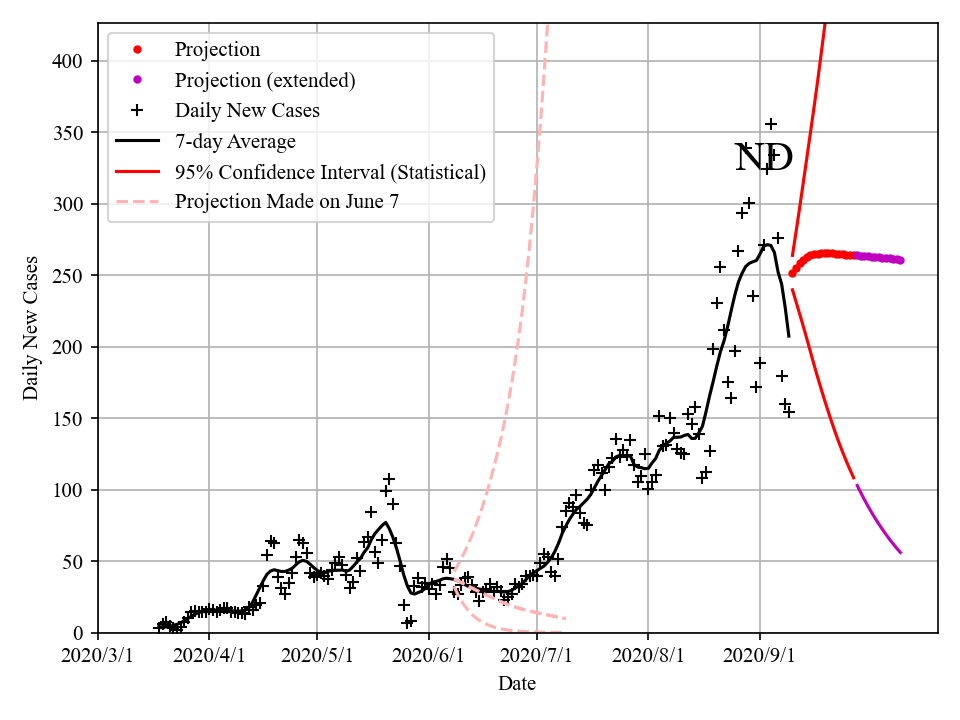 400
350
300
250
200
150
100
50
0
Daily New Cases
Projection
Projection (extended)
Daily New Cases
7-day Average
95% Confidence Interval (Statistical)
Projection Made on June 7
ND
2020/3/1 2020/4/1 2020/5/1 2020/6/1 2020/7/1 2020/8/1 2020/9/1
Date